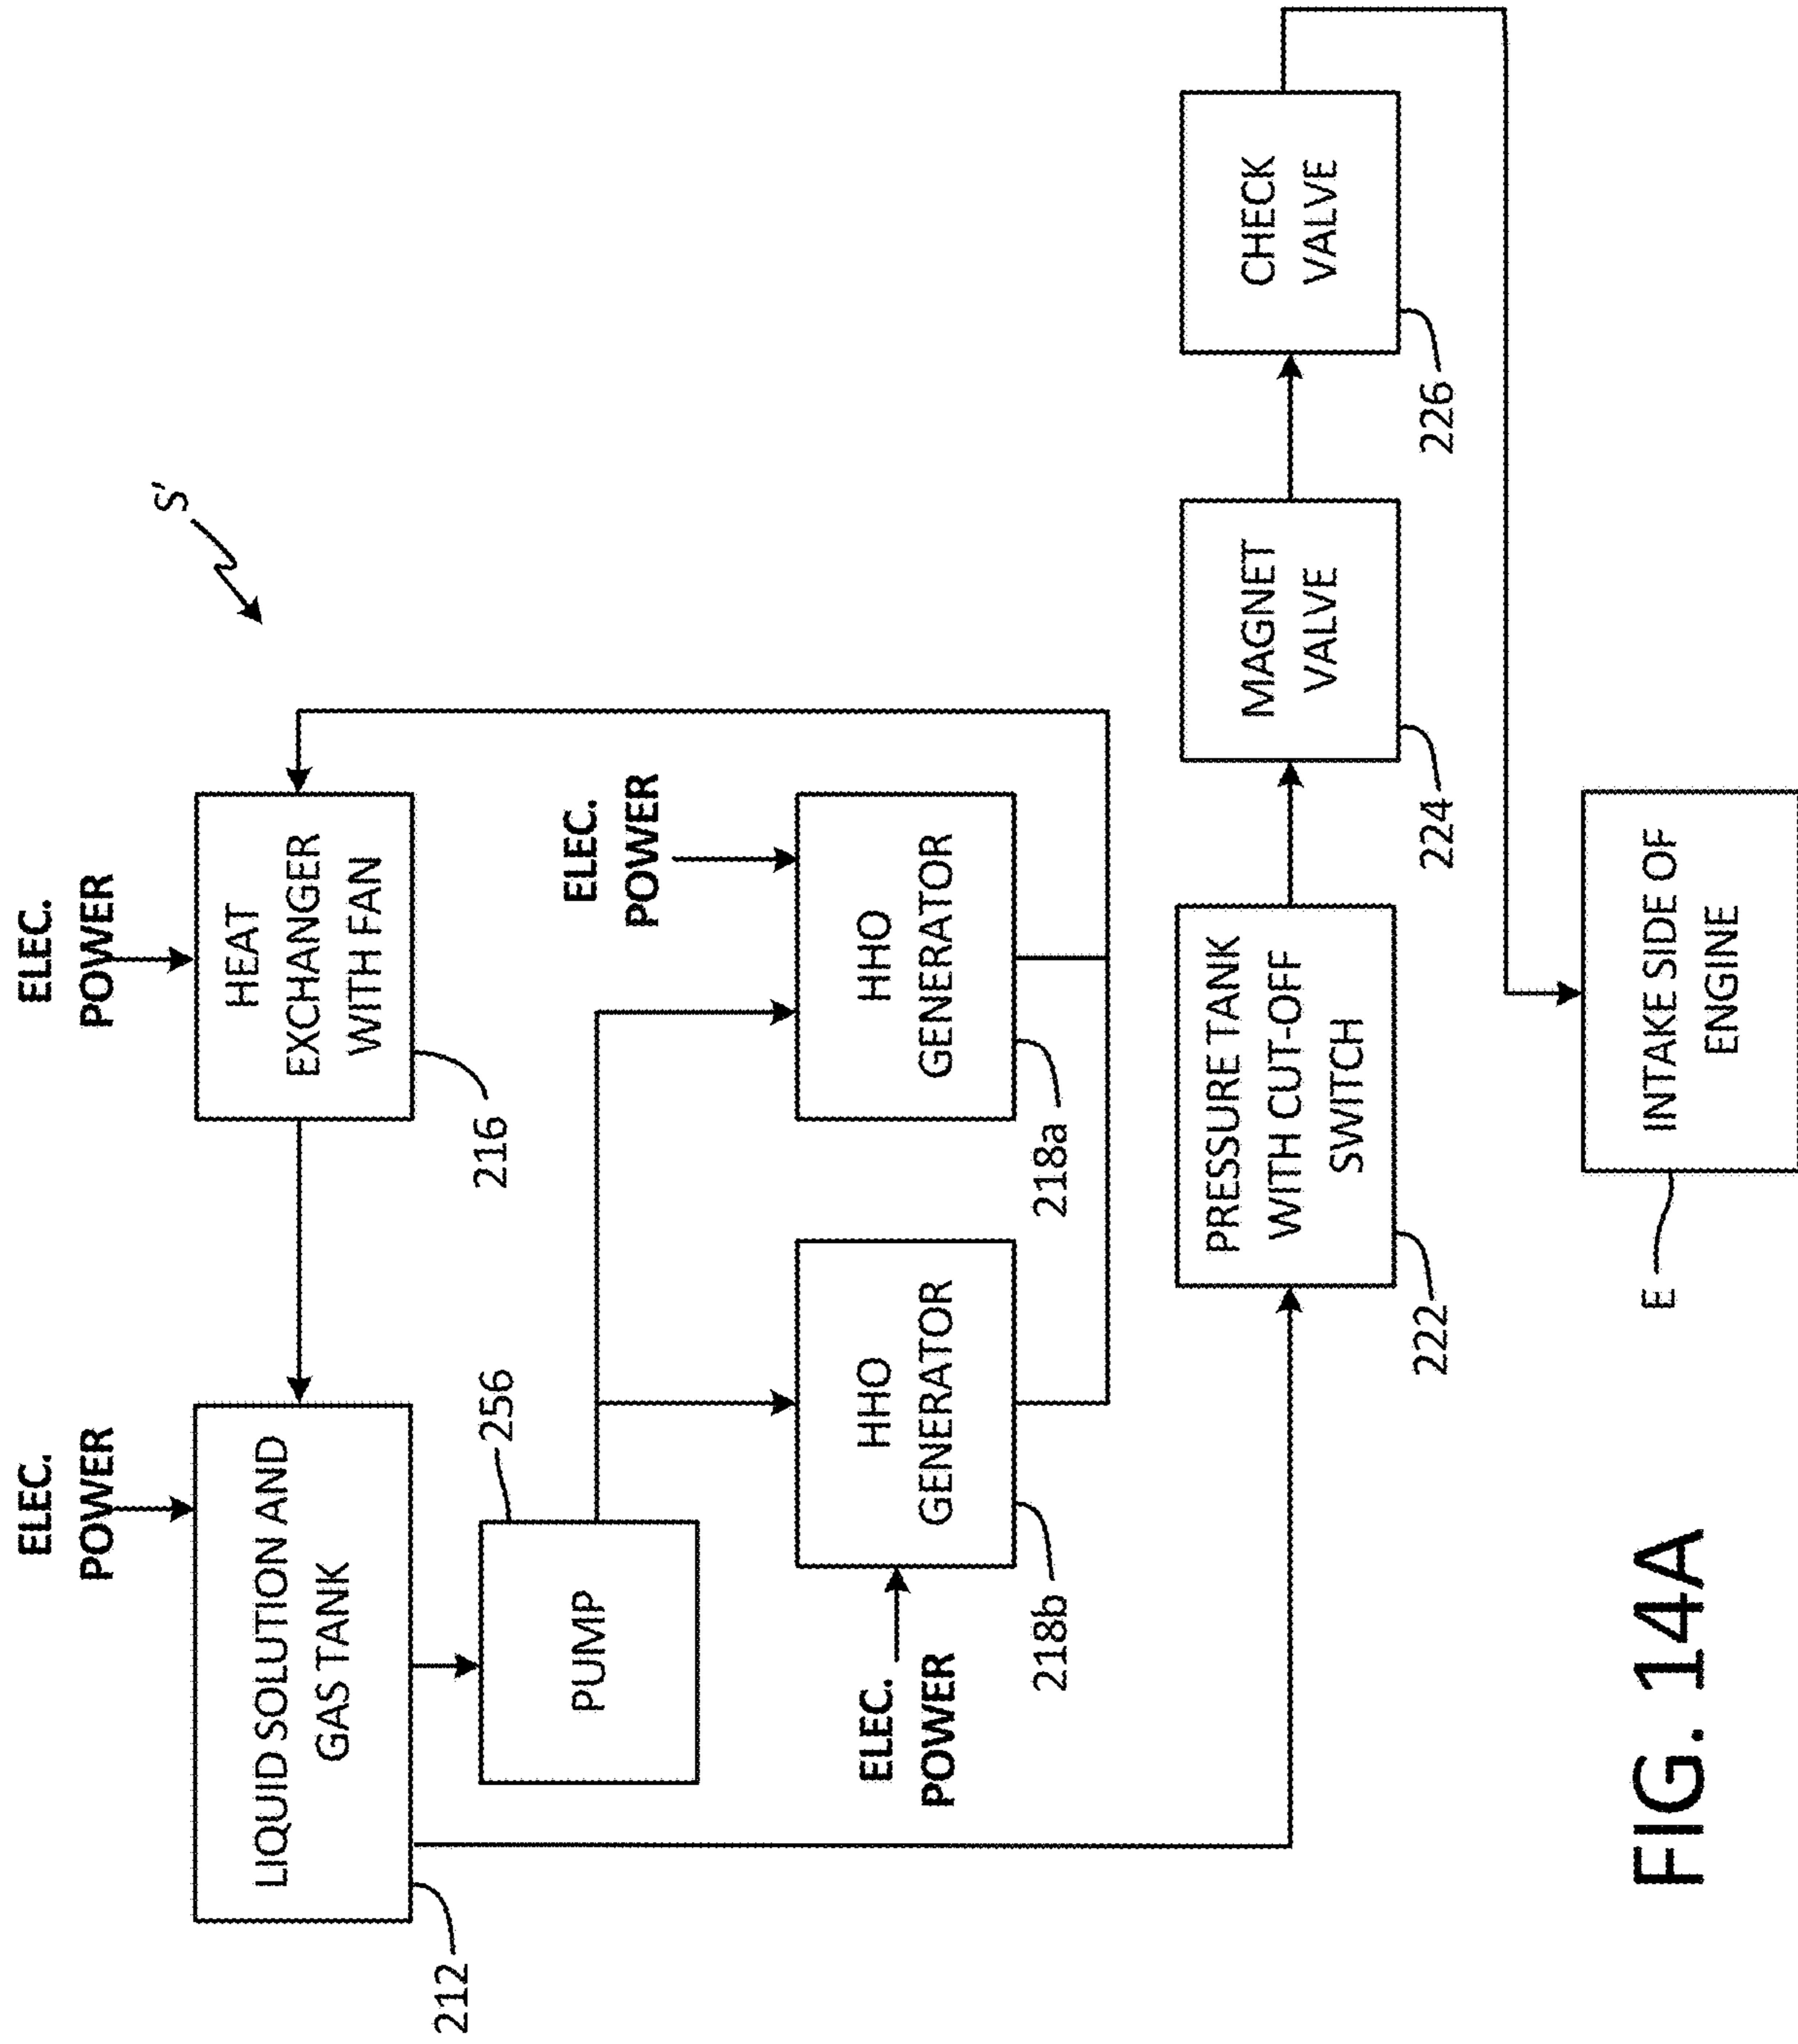 S'
ELEC.
POWER
LIQUID SOLUTION AND
GAS TANK
212
ELEC.
POWER
HEAT
EXCHANGER
WITH FAN
216
PUMP
256
ELEC.
POWER
HHO
GENERATOR
218b
ELEC.
POWER
HHO
GENERATOR
218a
PRESSURE TANK
WITH CUT-OFF
SWITCH
222
MAGNET
VALVE
224
CHECK
VALVE
226
INTAKE SIDE OF
ENGINE
E
FIG. 14A